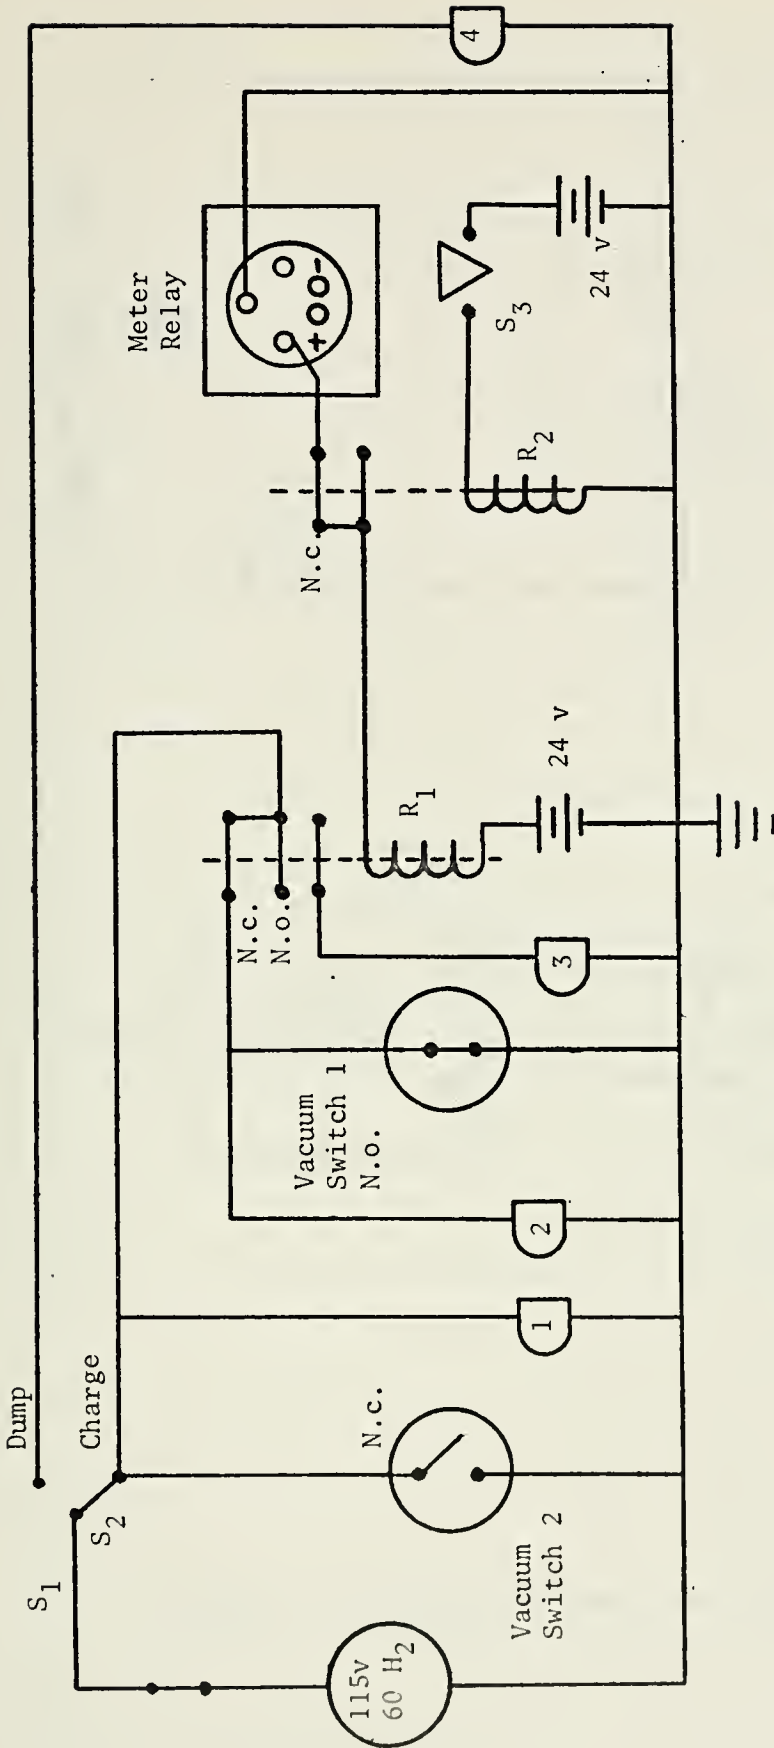 Dump
S1
S2
Charge
115v
60 H2
Vacuum
Switch 2
N.c.
1
2
Vacuum
Switch 1
N.o.
N.c.
N.o.
3
R1
24 v
N.c.
R2
S3
24 v
Meter
Relay
+
-
4